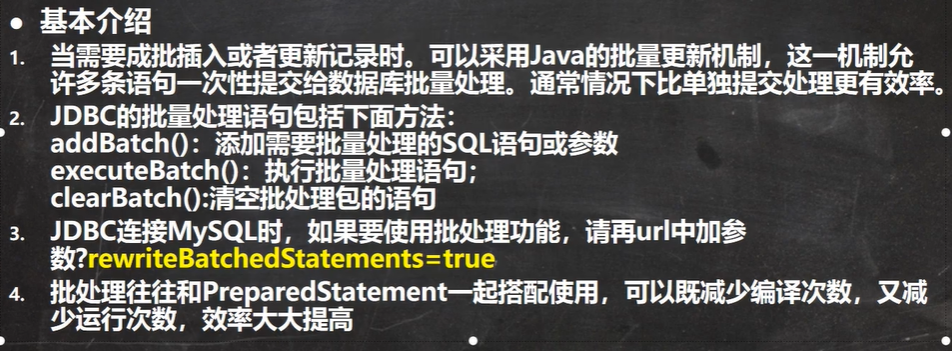 • 基本介绍
1. 当需要成批插入或者更新记录时。可以采用Java的批量更新机制，这一机制允
许多条语句一次性提交给数据库批量处理。通常情况下比单独提交处理更有效率。
2. JDBC的批量处理语句包括下面方法：
addBatch()：添加需要批量处理的SQL语句或参数
executeBatch()：执行批量处理语句；
clearBatch():清空批处理包的语句
3. JDBC连接MySQL时，如果要使用批处理功能，请再url中加参
数?rewriteBatchedStatements=true
4. 批处理往往和PreparedStatement一起搭配使用，可以既减少编译次数，又减
少运行次数，效率大大提高